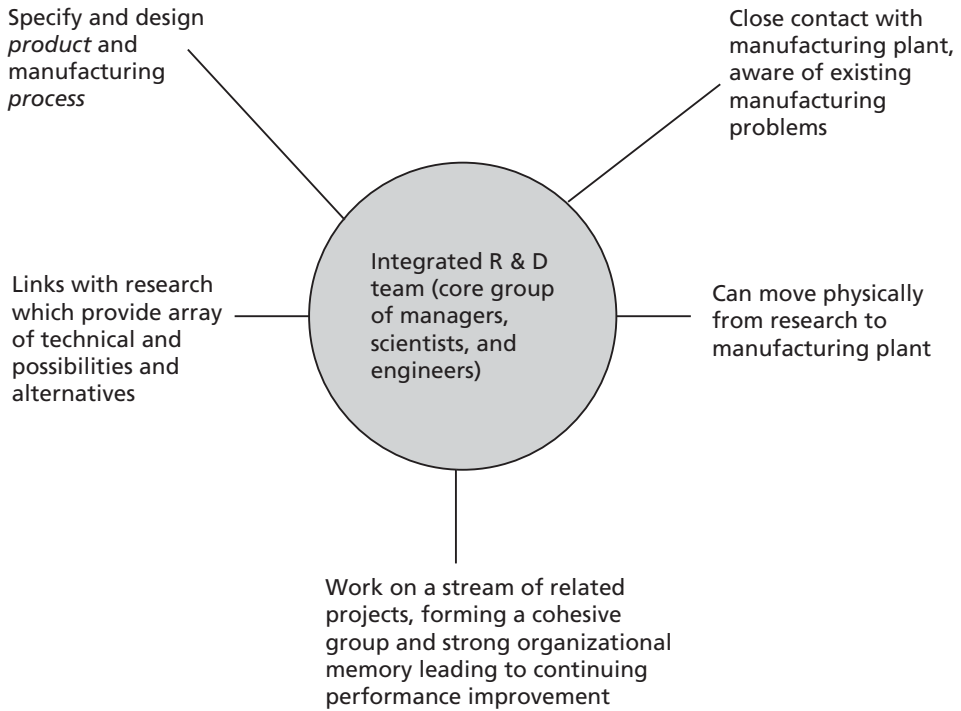 Specify and design
product and
manufacturing
process
Close contact with
manufacturing plant,
aware of existing
manufacturing
problems
Links with research
which provide array
of technical and
possibilities and
alternatives
Integrated R & D
team (core group
of managers,
scientists, and
engineers)
Can move physically
from research to
manufacturing plant
Work on a stream of related
projects, forming a cohesive
group and strong organizational
memory leading to continuing
performance improvement